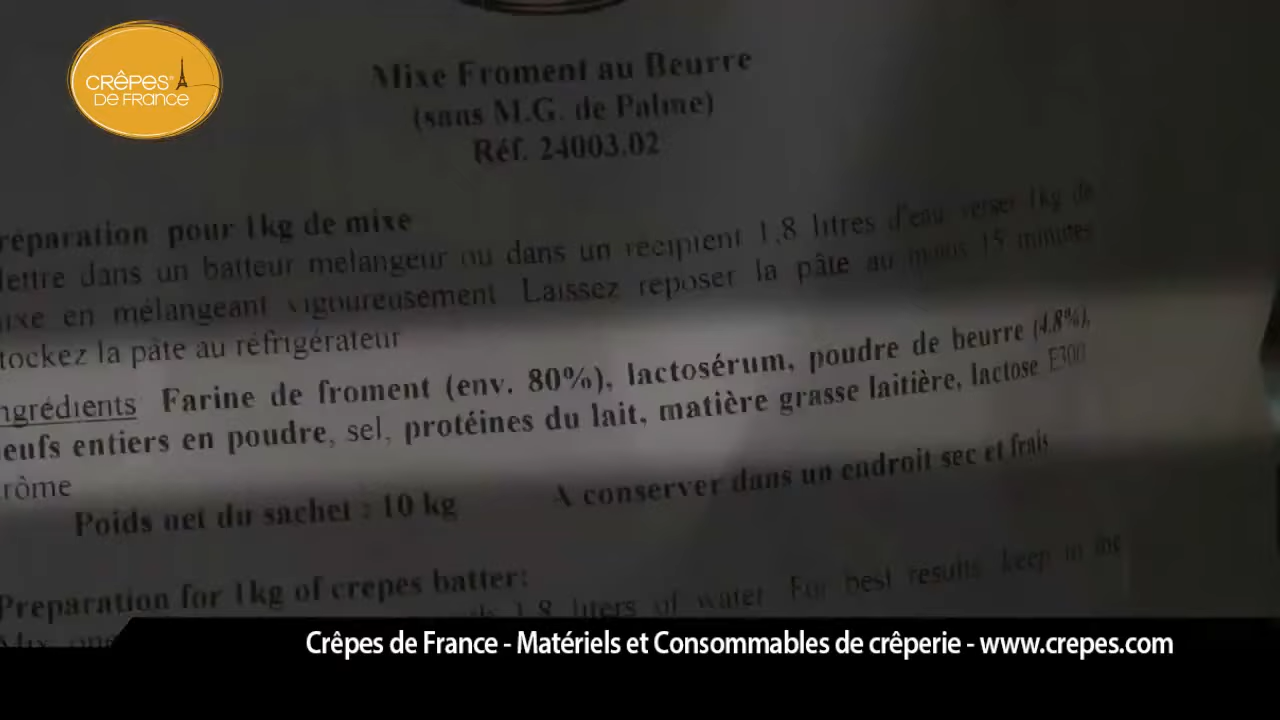 CRÊPES®
DE FRANCE
Mixe Froment au Beurre
(sans M.G. de Palme)
Réf. 24003.02
réparation pour 1kg de mixe
lettre dans un batteur mélangeur ou dans un récipient 1,8 litres d'eau verser 1kg de
ixe en mélangeant vigoureusement Laissez reposer la pâte au moins 15 minutes
tockez la pâte au réfrigérateur
ngrédients Farine de froment (env. 80%), lactosérum, poudre de beurre (4.8%),
eufs entiers en poudre, sel, protéines du lait, matière grasse laitière, lactose E300
rôme
Poids net du sachet : 10 kg A conserver dans un endroit sec et frais
Preparation for 1kg of crepes batter:
Mix one 1,8 liters of water For best results keep in the
Crêpes de France - Matériels et Consommables de crêperie - www.crepes.com